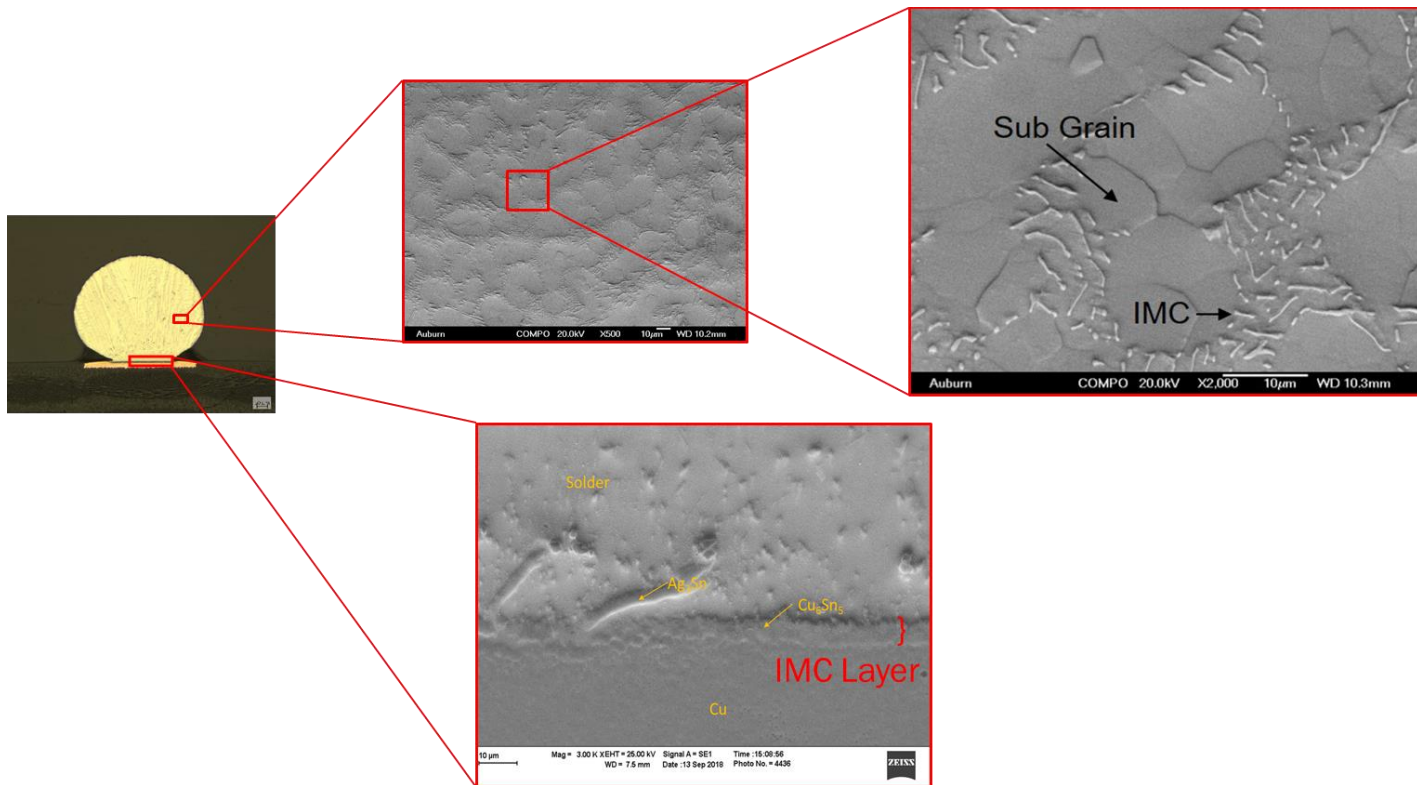 Sub Grain
IMC
Auburn COMPO 20.0kV X2,000 10µm WD 10.3mm
Auburn COMPO 20.0kV X500 10µm WD 10.2mm
Solder
Ag₃Sn
Cu₆Sn₅
}
IMC Layer
Cu
10 µm
Mag = 3.00 K X EHT = 25.00 kV Signal A = SE1 Time :15:08:56
WD = 7.5 mm Date :13 Sep 2018 Photo No. = 4436
ZEISS